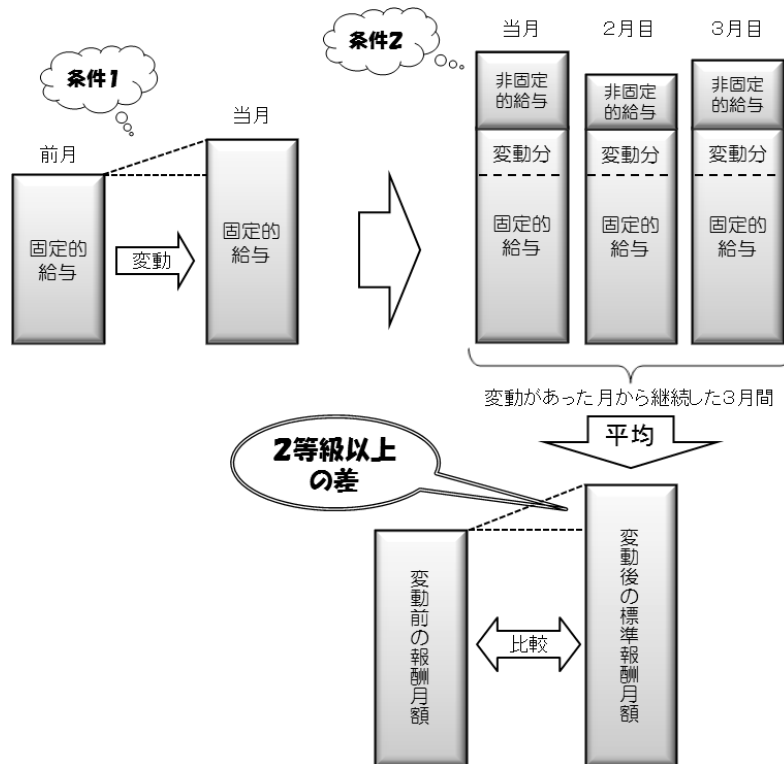 条件1
前月
固定的
給与
変動
当月
固定的
給与
条件2
当月
2月目
3月目
非固定
的給与
非固定
的給与
非固定
的給与
変動分
変動分
変動分
固定的
給与
固定的
給与
固定的
給与
変動があった月から継続した3月間
平均
2等級以上
の差
変動前の報酬月額
比較
変動後の標準報酬月額